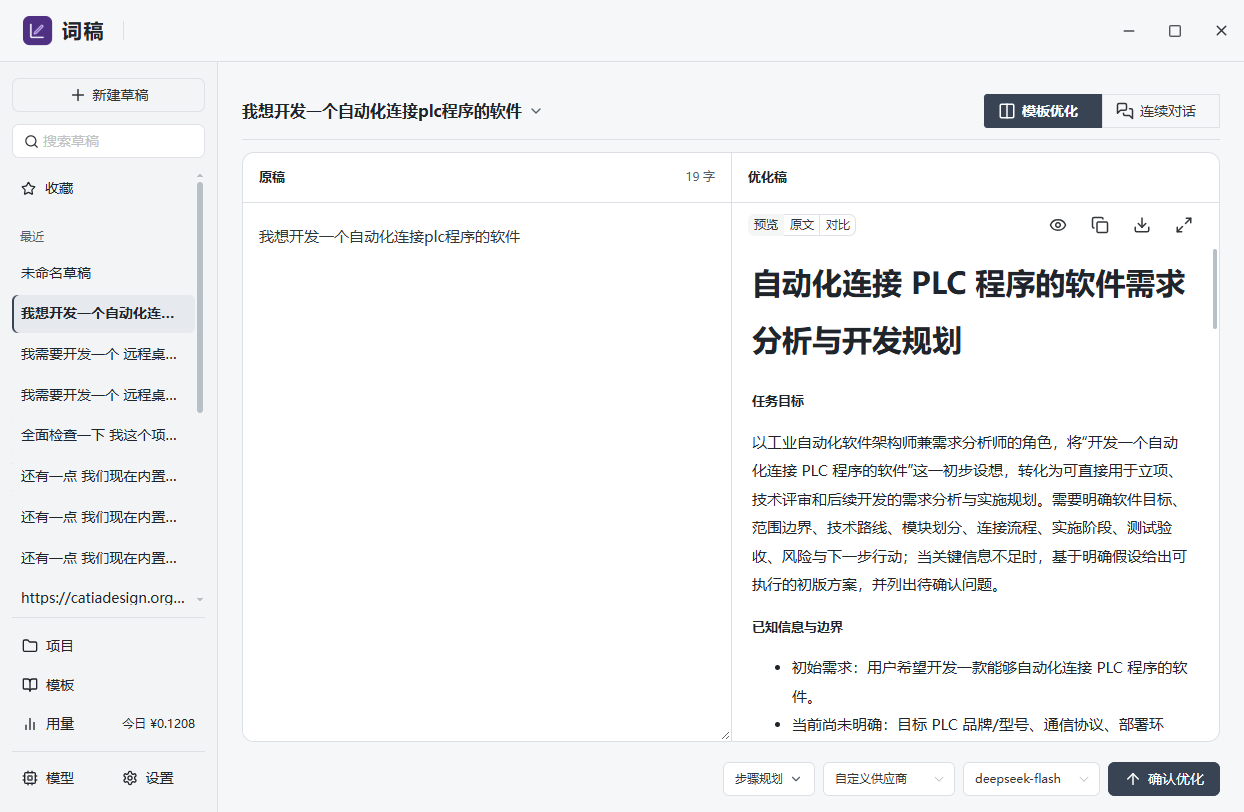 词稿
新建草稿
搜索草稿
收藏
最近
未命名草稿
我想开发一个自动化连...
我需要开发一个 远程桌...
我需要开发一个 远程桌...
全面检查一下 我这个项...
还有一点 我们现在内置...
还有一点 我们现在内置...
还有一点 我们现在内置...
https://catiadesign.org...
项目
模板
用量 今日 ¥0.1208
模型 设置
我想开发一个自动化连接plc程序的软件
模板优化 连续对话
原稿 19 字
我想开发一个自动化连接plc程序的软件
优化稿
预览 原文 对比
自动化连接 PLC 程序的软件需求
分析与开发规划
任务目标
以工业自动化软件架构师兼需求分析师的角色，将“开发一个自动
化连接 PLC 程序的软件”这一初步设想，转化为可直接用于立项、
技术评审和后续开发的需求分析与实施规划。需要明确软件目标、
范围边界、技术路线、模块划分、连接流程、实施阶段、测试验
收、风险与下一步行动；当关键信息不足时，基于明确假设给出可
执行的初版方案，并列出待确认问题。
已知信息与边界
• 初始需求：用户希望开发一款能够自动化连接 PLC 程序的软
件。
• 当前尚未明确：目标 PLC 品牌/型号、通信协议、部署环
步骤规划 自定义供应商 deepseek-flash 确认优化